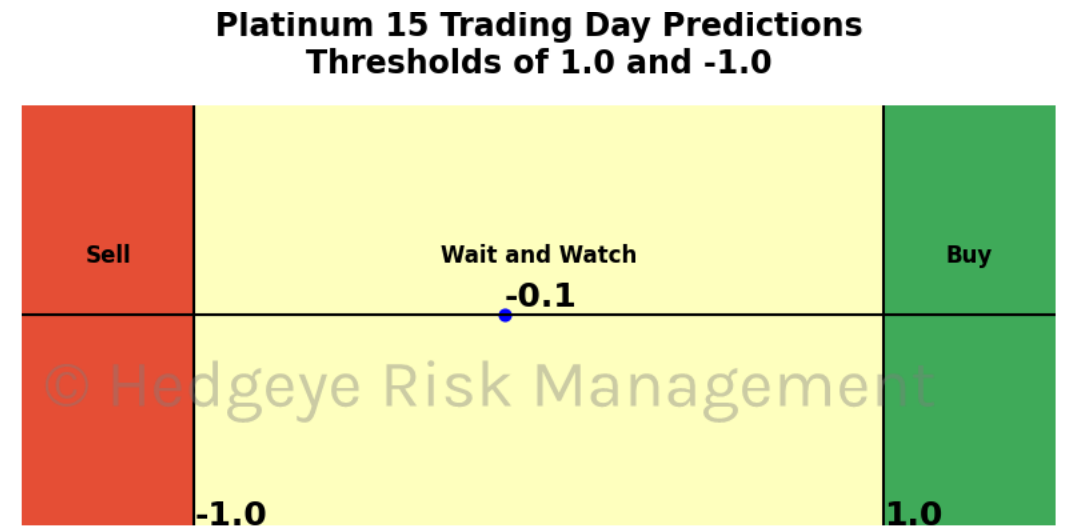 Platinum 15 Trading Day Predictions
Thresholds of 1.0 and -1.0
Sell
Wait and Watch
Buy
-0.1
© Hedgeye Risk Management
-1.0
1.0